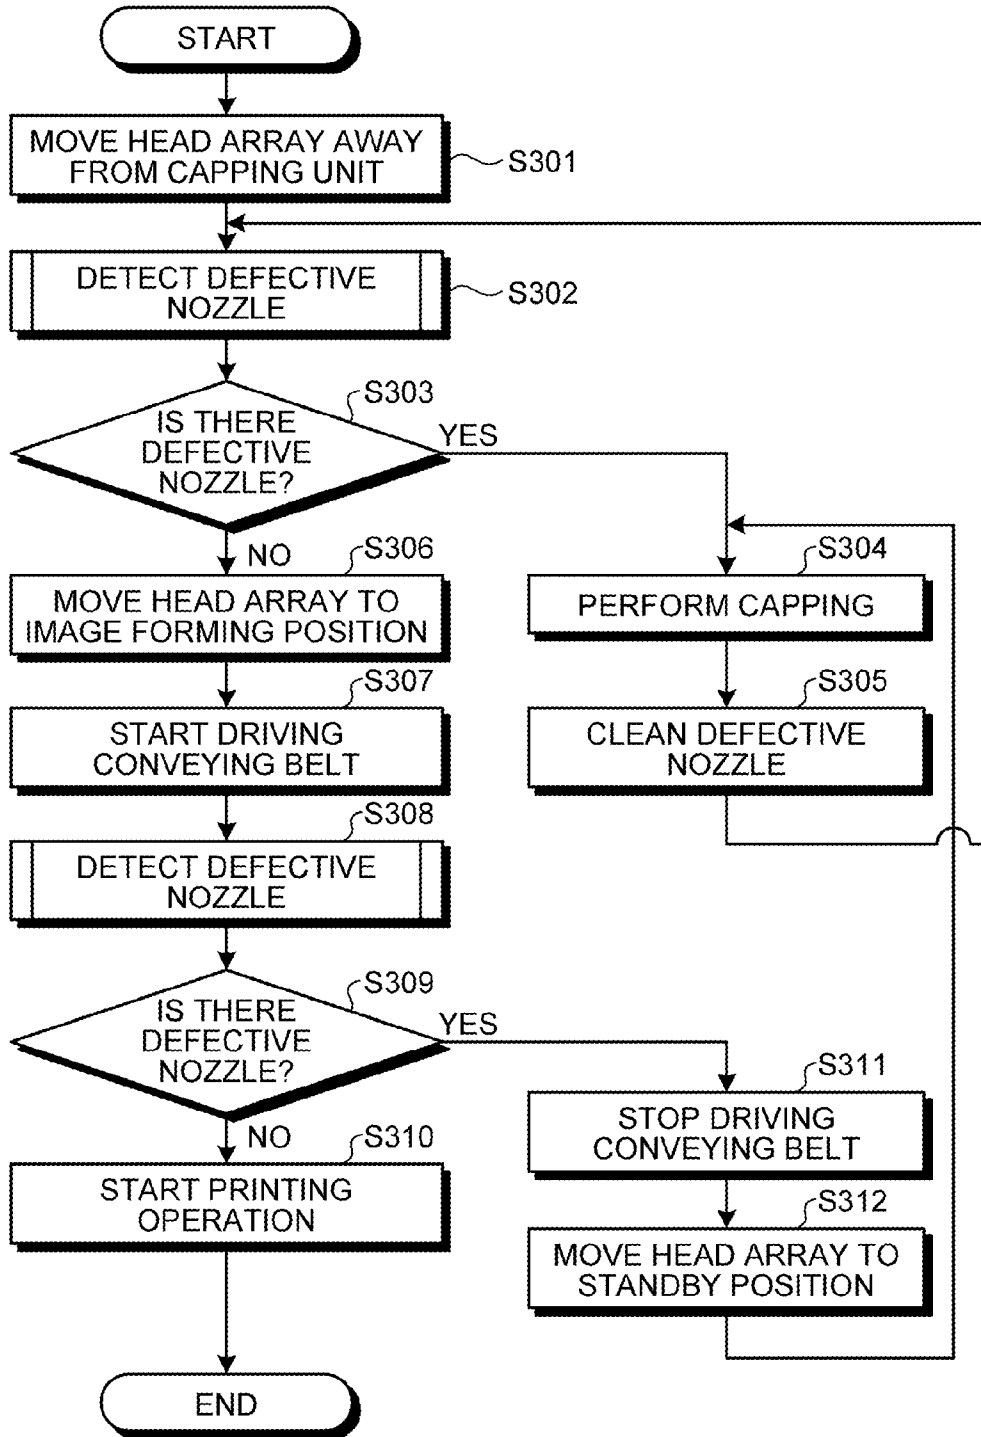 START
MOVE HEAD ARRAY AWAY
FROM CAPPING UNIT
S301
DETECT DEFECTIVE
NOZZLE
S302
S303
IS THERE
DEFECTIVE
NOZZLE?
YES
NO
S306
MOVE HEAD ARRAY TO
IMAGE FORMING POSITION
S304
PERFORM CAPPING
S307
START DRIVING
CONVEYING BELT
S305
CLEAN DEFECTIVE
NOZZLE
S308
DETECT DEFECTIVE
NOZZLE
S309
IS THERE
DEFECTIVE
NOZZLE?
YES
NO
S310
START PRINTING
OPERATION
S311
STOP DRIVING
CONVEYING BELT
S312
MOVE HEAD ARRAY TO
STANDBY POSITION
END